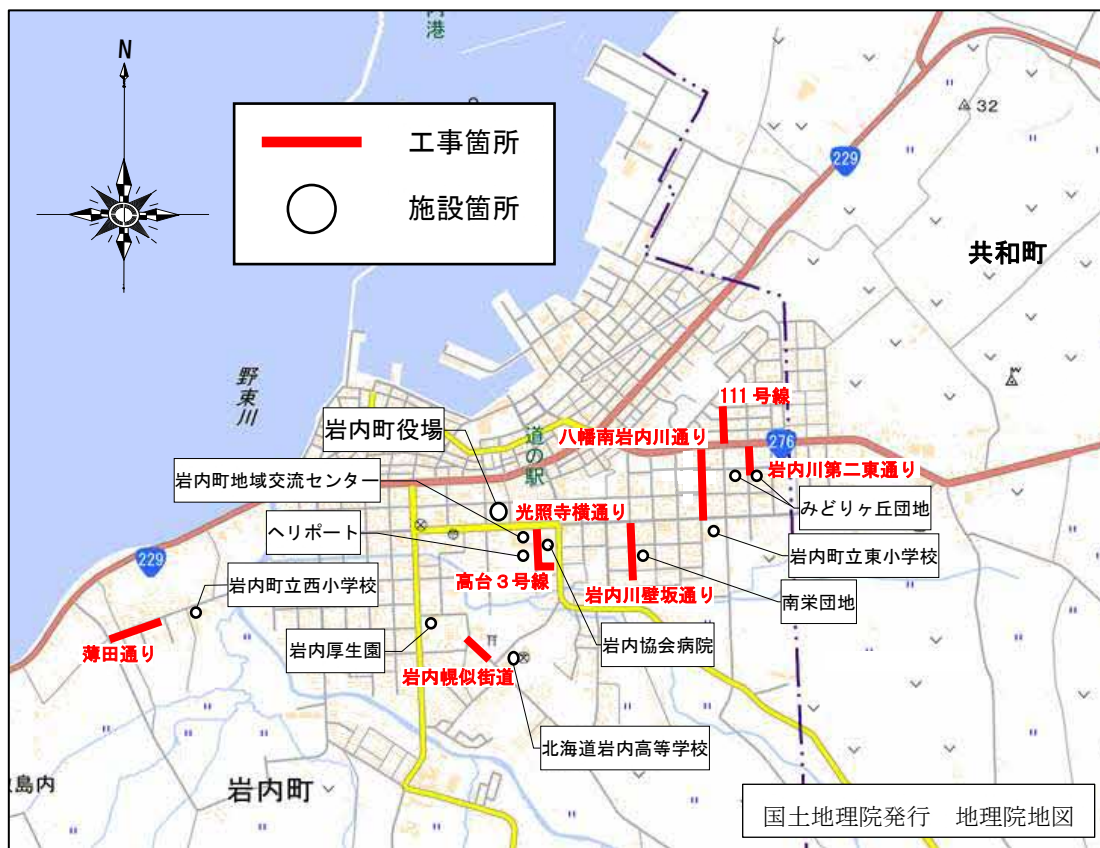 内港
N
工事箇所
施設箇所
32
229
共和町
野束川
111号線
岩内町役場
八幡南岩内川通り
道の駅
276
岩内町地域交流センター
岩内川第二東通り
みどりヶ丘団地
光照寺横通り
ヘリポート
岩内町立東小学校
229
岩内町立西小学校
高台３号線
岩内川壁坂通り
南栄団地
薄田通り
岩内厚生園
岩内協会病院
岩内幌似街道
北海道岩内高等学校
島内
岩内町
国土地理院発行　地理院地図